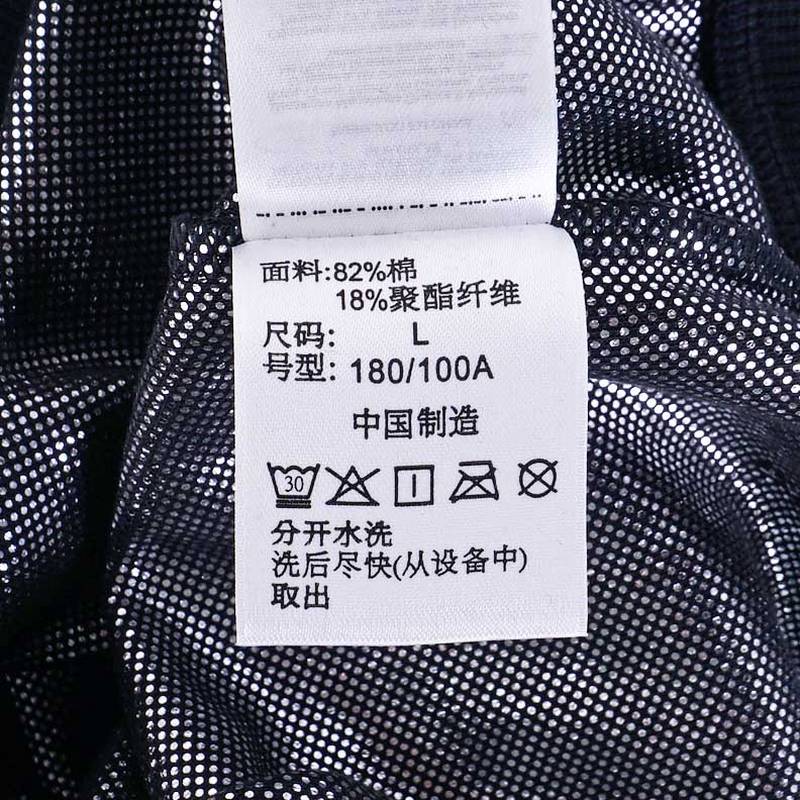 面料:82%棉
18%聚酯纤维
尺码: L
号型: 180/100A
中国制造
30
分开水洗
洗后尽快(从设备中)
取出